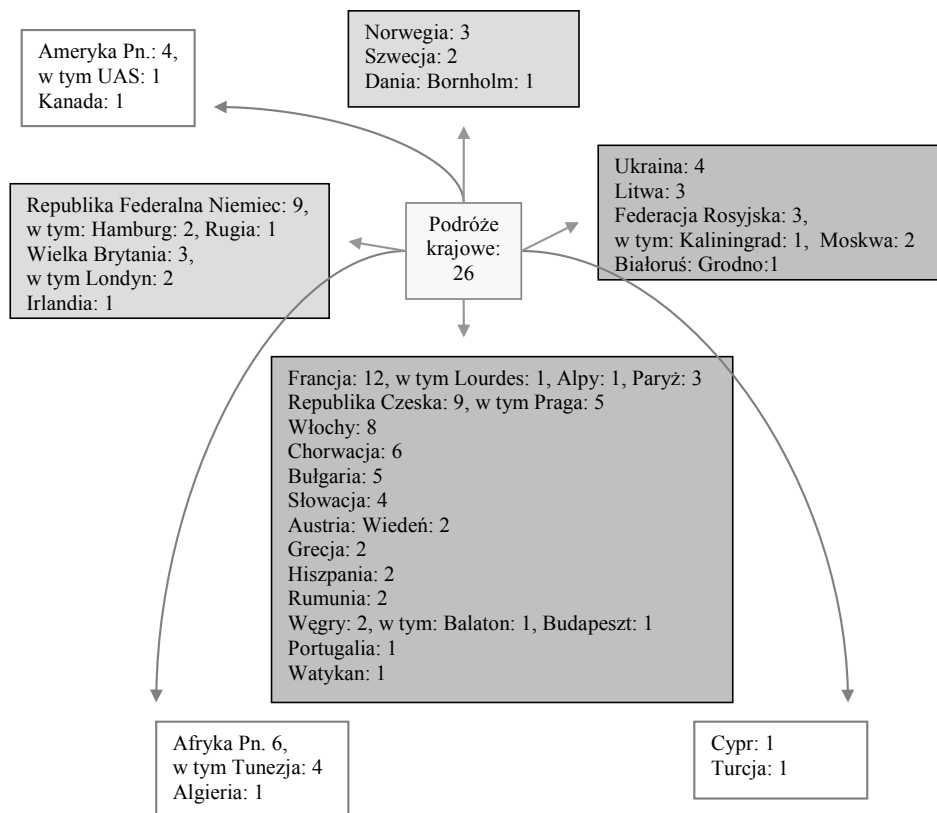 Ameryka Pn.: 4,
w tym UAS: 1
Kanada: 1
Norwegia: 3
Szwecja: 2
Dania: Bornholm: 1
Republika Federalna Niemiec: 9,
w tym: Hamburg: 2, Rugia: 1
Wielka Brytania: 3,
w tym Londyn: 2
Irlandia: 1
Podróże
krajowe:
26
Ukraina: 4
Litwa: 3
Federacja Rosyjska: 3,
w tym: Kaliningrad: 1, Moskwa: 2
Białoruś: Grodno:1
Francja: 12, w tym Lourdes: 1, Alpy: 1, Paryż: 3
Republika Czeska: 9, w tym Praga: 5
Włochy: 8
Chorwacja: 6
Bułgaria: 5
Słowacja: 4
Austria: Wiedeń: 2
Grecja: 2
Hiszpania: 2
Rumunia: 2
Węgry: 2, w tym: Balaton: 1, Budapeszt: 1
Portugalia: 1
Watykan: 1
Afryka Pn. 6,
w tym Tunezja: 4
Algieria: 1
Cypr: 1
Turcja: 1